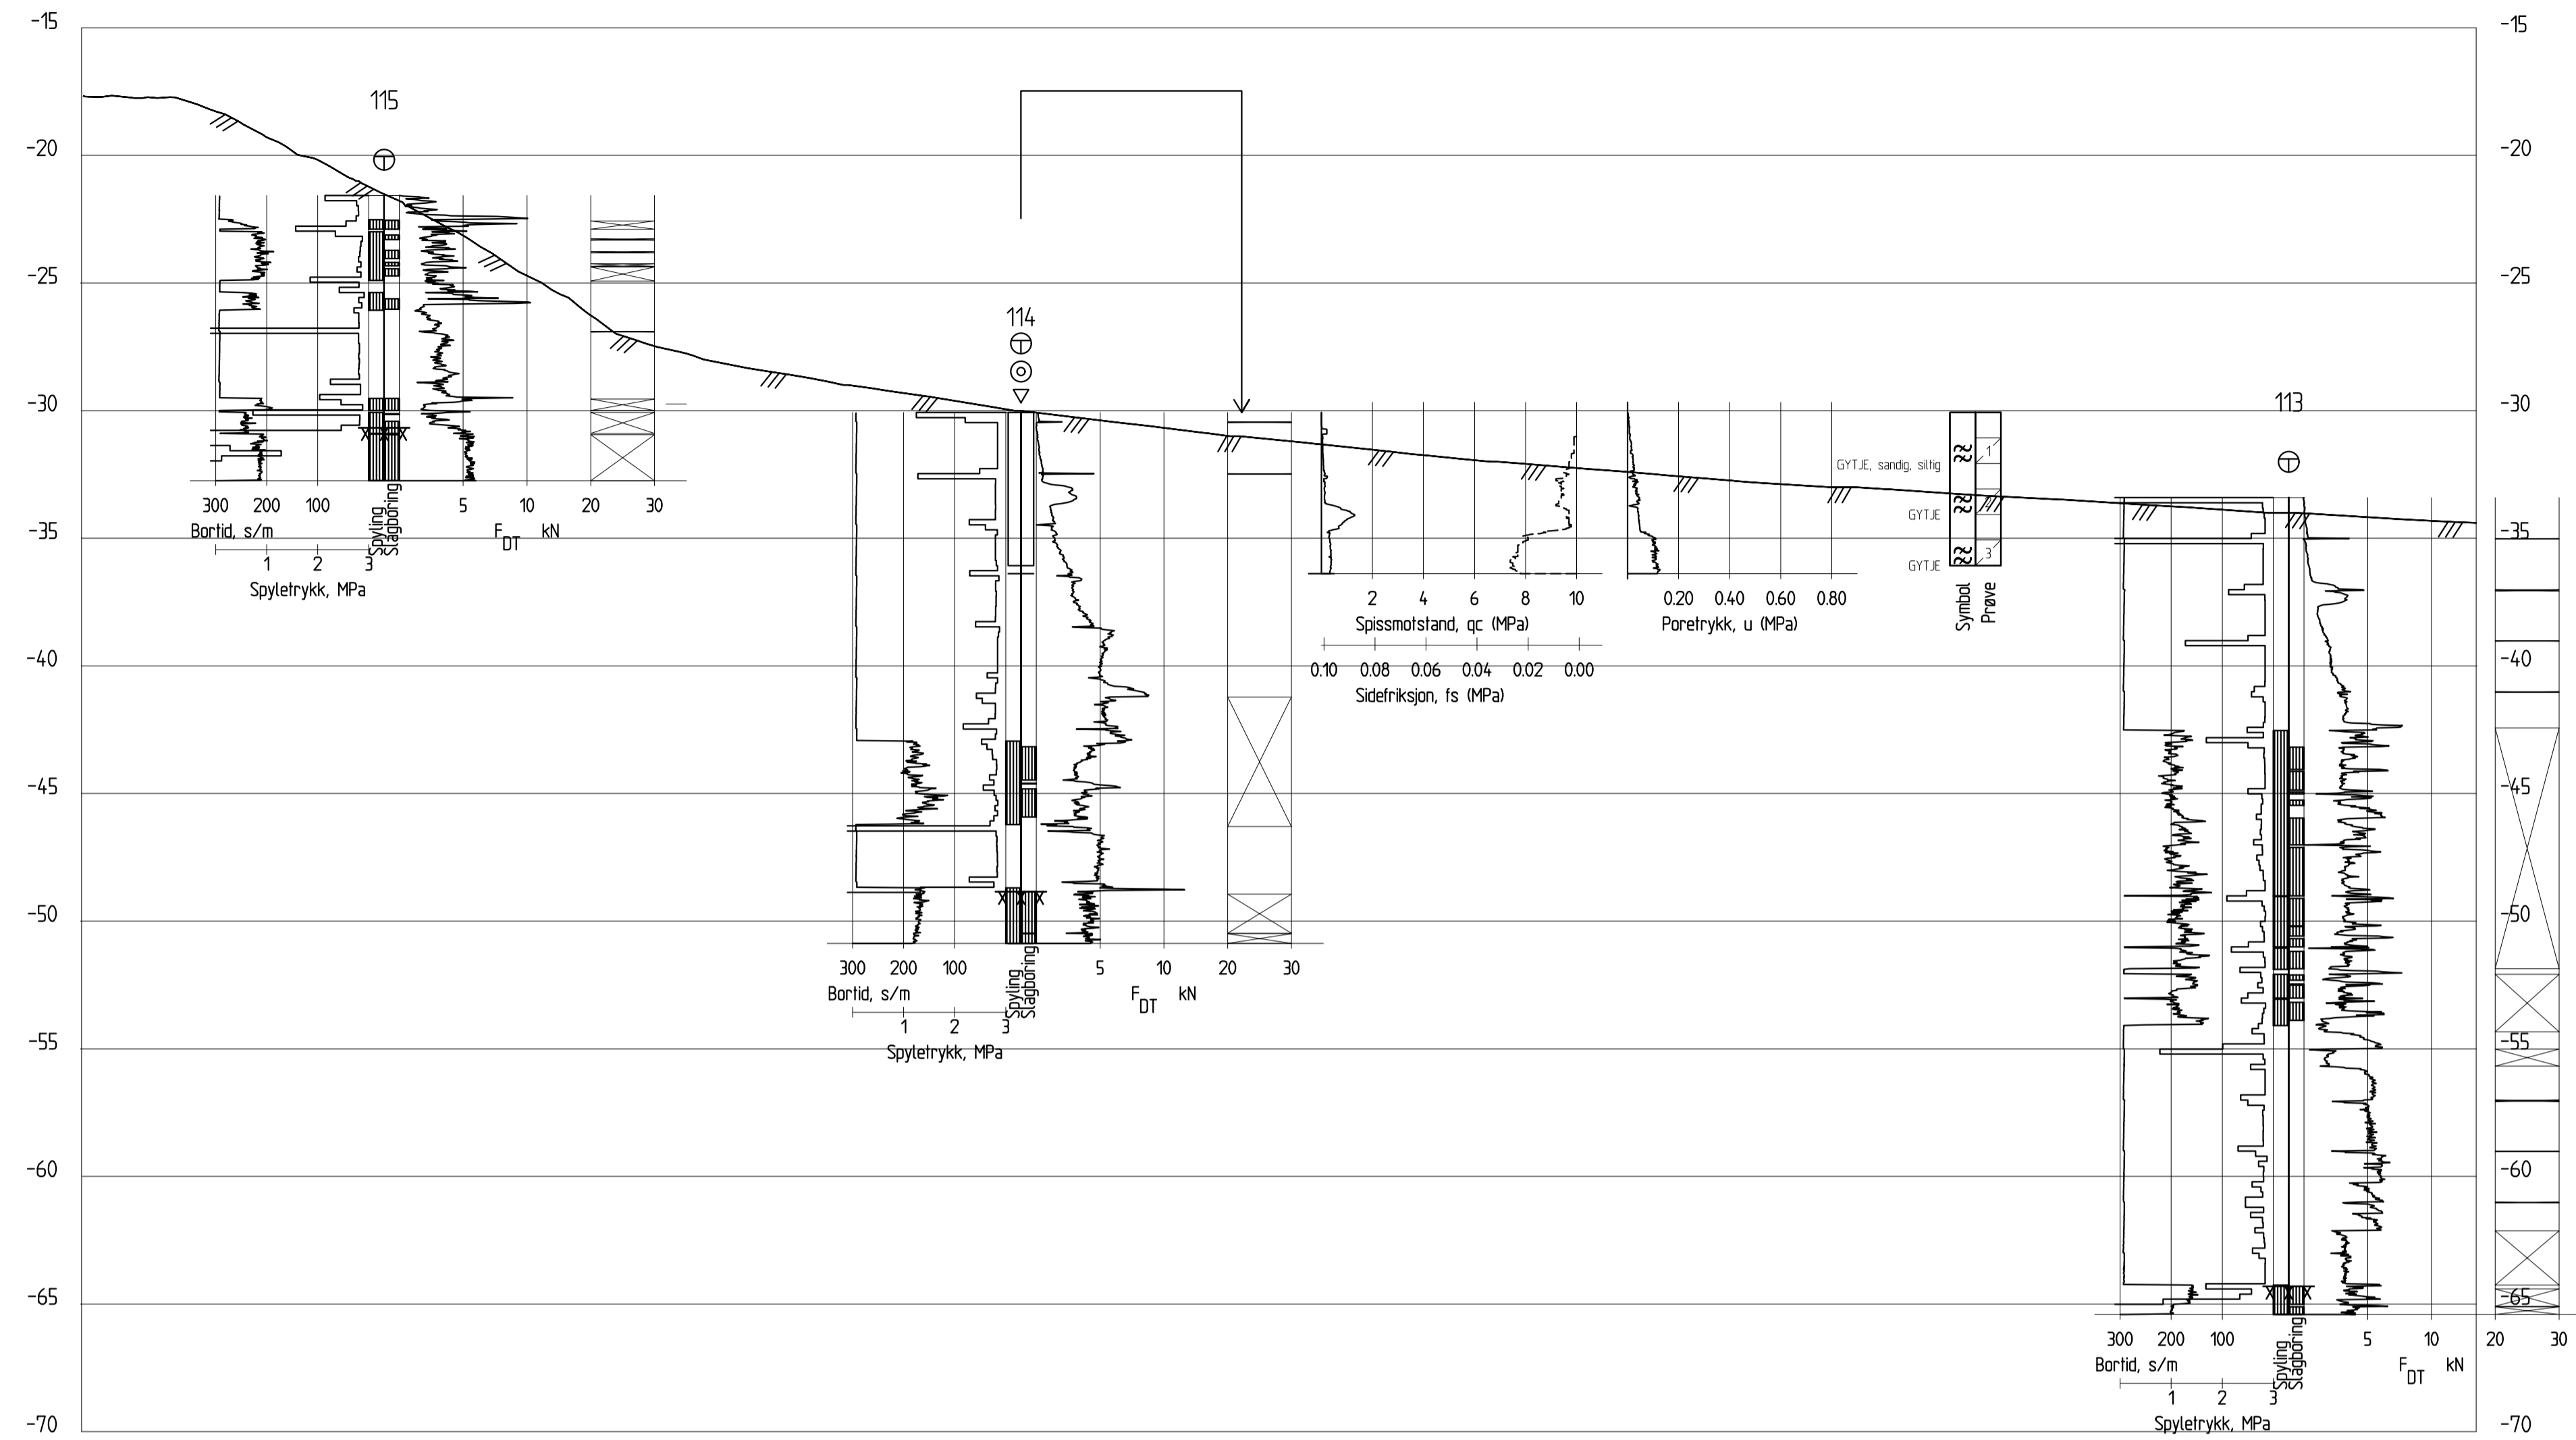 -15 -15
115
-20 -20
-25 -25
114
-30 -30
113
GYTJE, sandig, siltig 1
300 200 100 5 10 20 30
GYTJE
Bortid, s/m Spyling Slagboring F DT kN
-35 -35
1 2 3
GYTJE 3
Spyletrykk, MPa
2 4 6 8 10 0.20 0.40 0.60 0.80 Symbol Prøve
Spissmotstand, qc (MPa) Poretrykk, u (MPa)
-40 -40
0.10 0.08 0.06 0.04 0.02 0.00
Sidefriksjon, fs (MPa)
-45 -45
-50 -50
300 200 100 5 10 20 30
Bortid, s/m Spyling Slagboring F DT kN
1 2 3
-55 -55
Spyletrykk, MPa
-60 -60
-65 -65
300 200 100 5 10 20 30
Bortid, s/m Spyling Slagboring F DT kN
1 2 3
-70 Spyletrykk, MPa -70